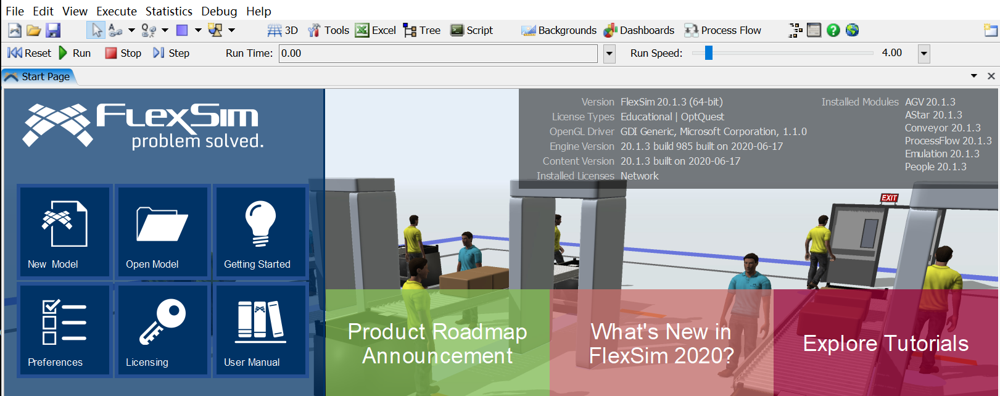 File Edit View Execute Statistics Debug Help
3D Tools Excel Tree Script Backgrounds Dashboards Process Flow
Reset Run Stop Step Run Time: 0.00 Run Speed: 4.00
Start Page
FLEXSIM
problem solved.
Version FlexSim 20.1.3 (64-bit)
License Types Educational | OptQuest
OpenGL Driver GDI Generic, Microsoft Corporation, 1.1.0
Engine Version 20.1.3 build 985 built on 2020-06-17
Content Version 20.1.3 built on 2020-06-17
Installed Licenses Network
Installed Modules AGV 20.1.3
AStar 20.1.3
Conveyor 20.1.3
ProcessFlow 20.1.3
Emulation 20.1.3
People 20.1.3
EXIT
New Model Open Model Getting Started
Preferences Licensing User Manual
Product Roadmap
Announcement
What's New in
FlexSim 2020?
Explore Tutorials